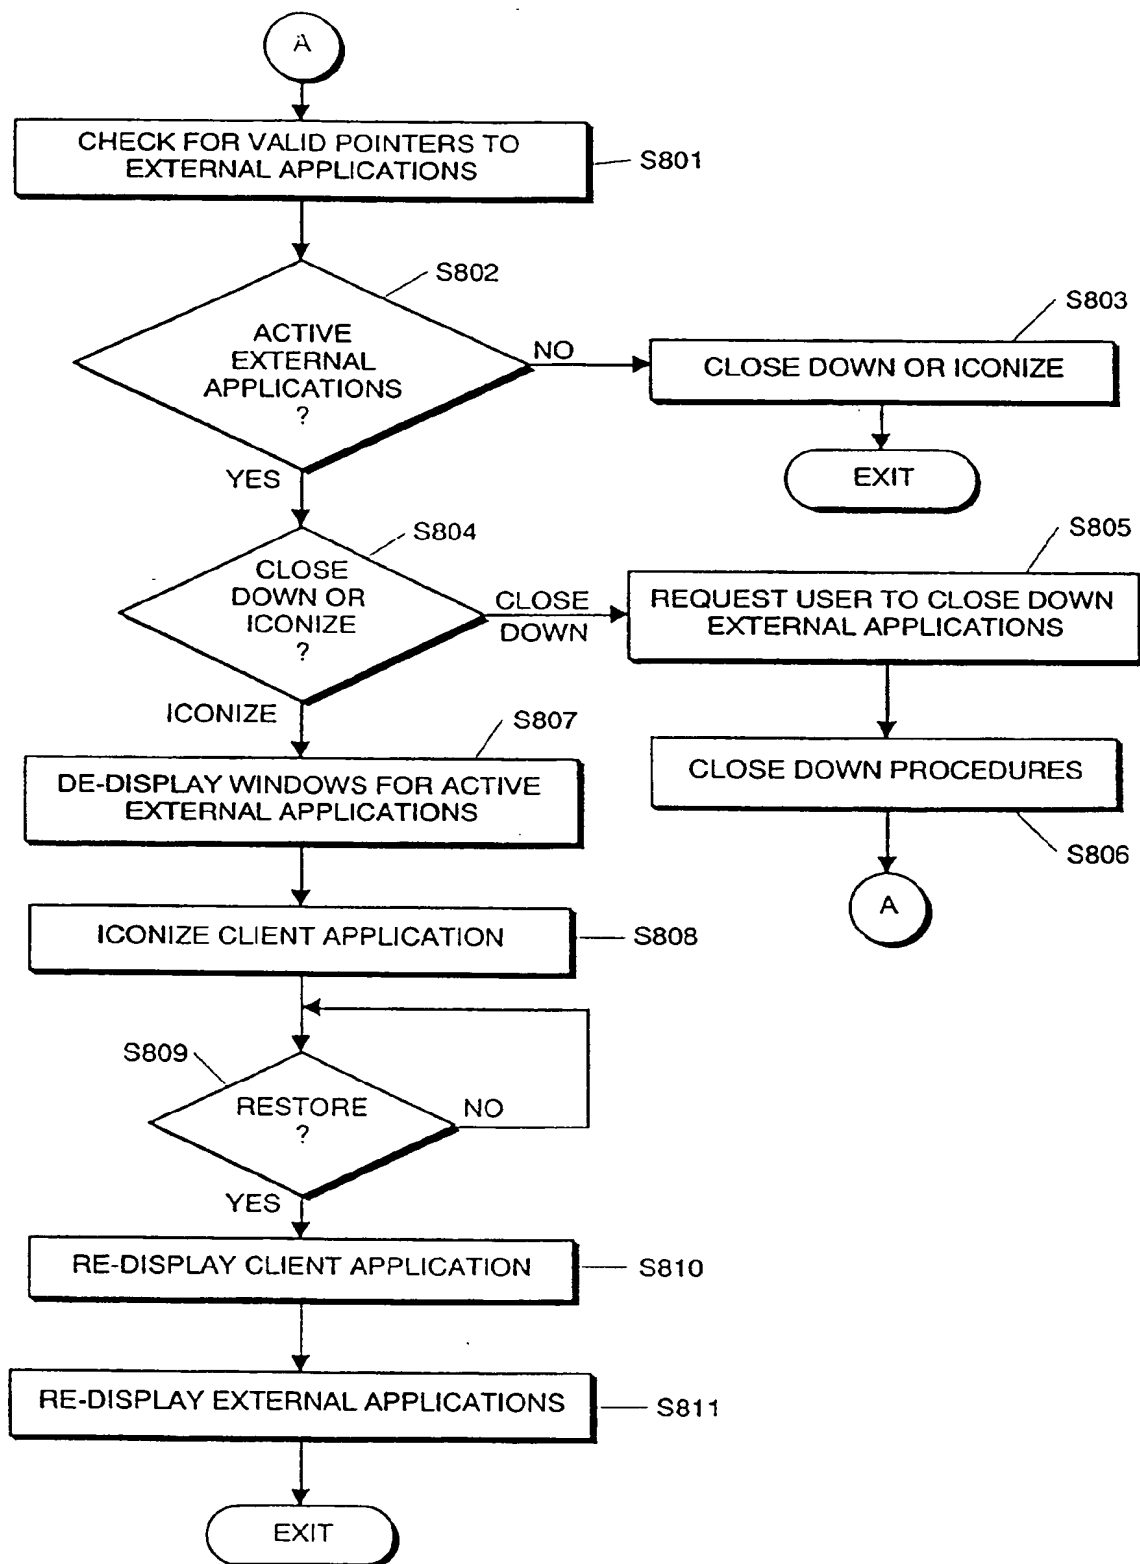 A
CHECK FOR VALID POINTERS TO
EXTERNAL APPLICATIONS
S801
S802
ACTIVE
EXTERNAL
APPLICATIONS
?
NO
YES
S803
CLOSE DOWN OR ICONIZE
EXIT
S804
CLOSE
DOWN OR
ICONIZE
?
CLOSE
DOWN
ICONIZE
S805
REQUEST USER TO CLOSE DOWN
EXTERNAL APPLICATIONS
CLOSE DOWN PROCEDURES
S806
A
S807
DE-DISPLAY WINDOWS FOR ACTIVE
EXTERNAL APPLICATIONS
ICONIZE CLIENT APPLICATION
S808
S809
RESTORE
?
NO
YES
RE-DISPLAY CLIENT APPLICATION
S810
RE-DISPLAY EXTERNAL APPLICATIONS
S811
EXIT